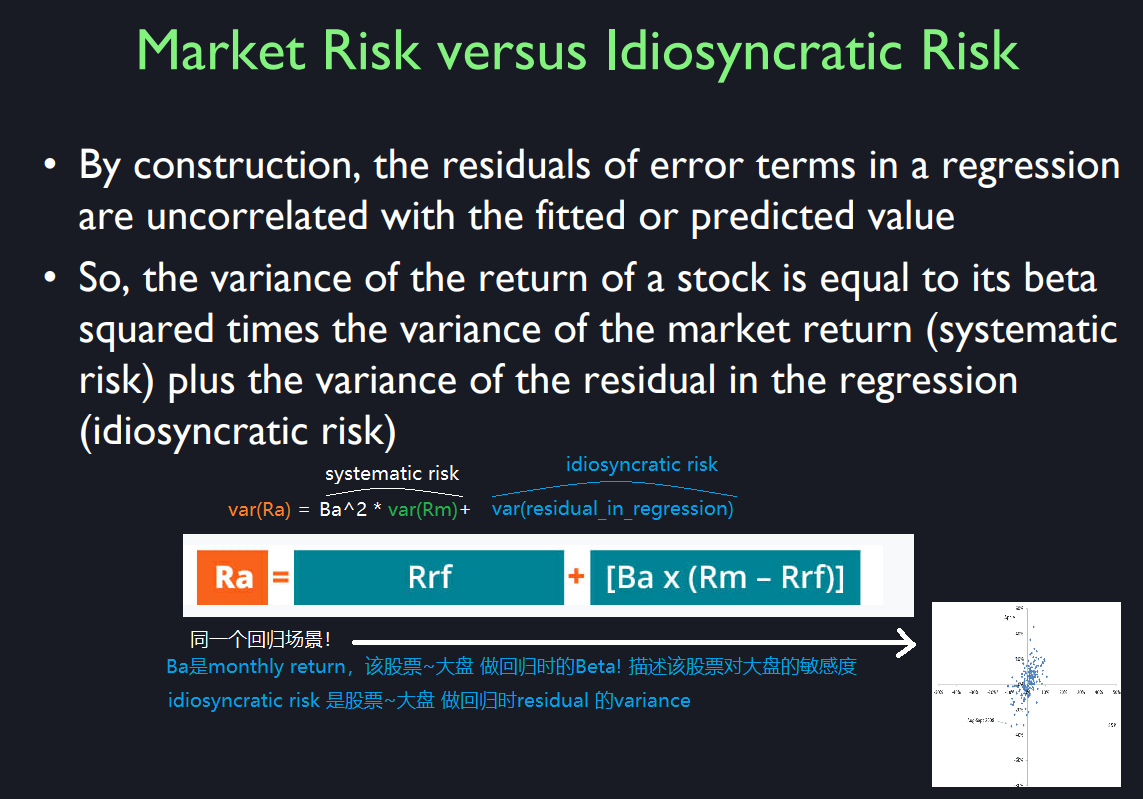 Market Risk versus Idiosyncratic Risk
• By construction, the residuals of error terms in a regression
are uncorrelated with the fitted or predicted value
• So, the variance of the return of a stock is equal to its beta
squared times the variance of the market return (systematic
risk) plus the variance of the residual in the regression
(idiosyncratic risk)
systematic risk
idiosyncratic risk
var(Ra) = Ba^2 * var(Rm)+ var(residual_in_regression)
Ra = Rrf + [Ba x (Rm – Rrf)]
同一个回归场景！
Ba是monthly return，该股票~大盘 做回归时的Beta! 描述该股票对大盘的敏感度
idiosyncratic risk 是股票~大盘 做回归时residual 的variance